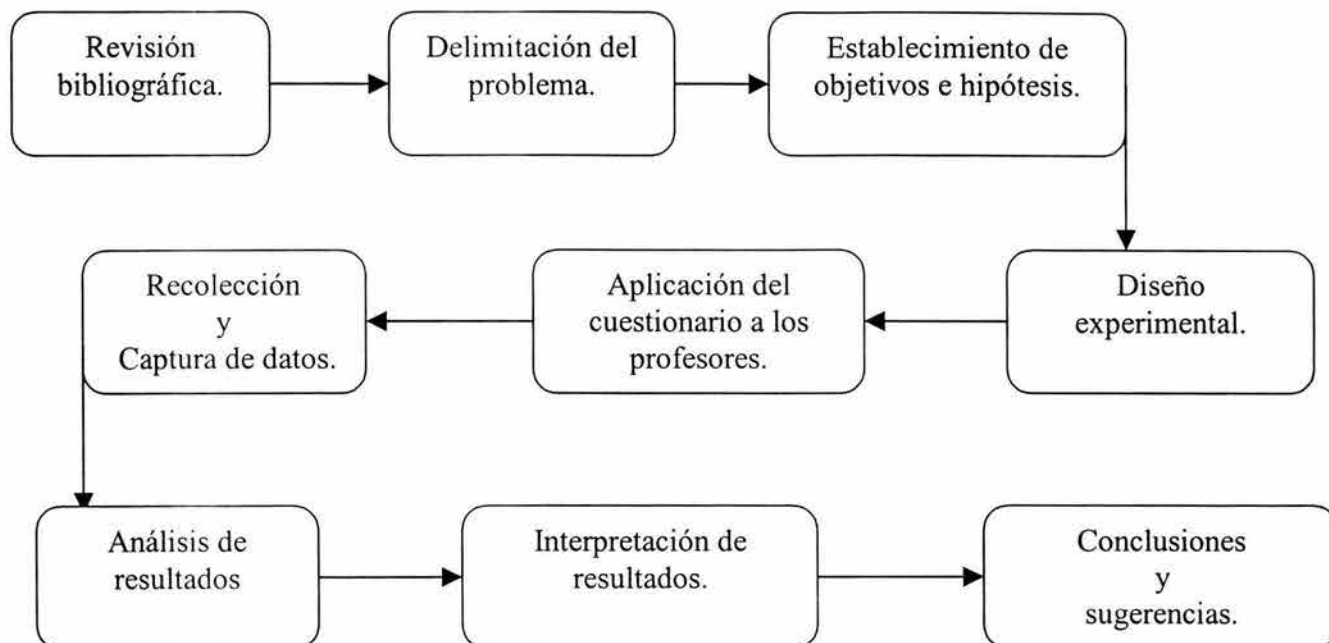 Revisión
bibliográfica.
Delimitación del
problema.
Establecimiento de
objetivos e hipótesis.
Diseño
experimental.
Aplicación del
cuestionario a los
profesores.
Recolección
y
Captura de datos.
Análisis de
resultados
Interpretación de
resultados.
Conclusiones
y
sugerencias.